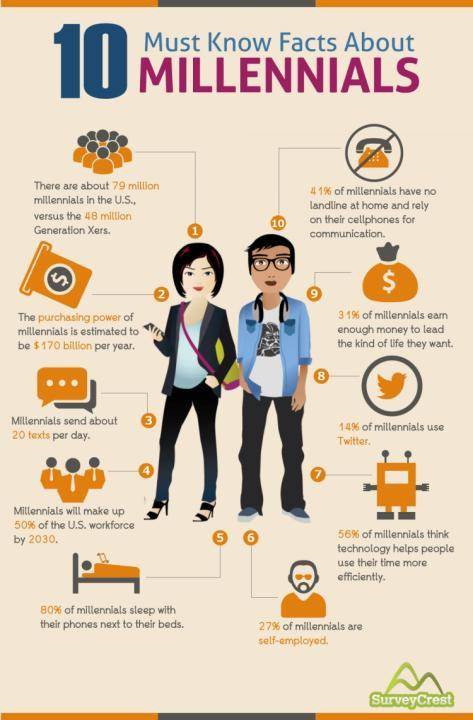 10 Must Know Facts About
MILLENNIALS
There are about 79 million
millennials in the U.S.,
versus the 48 million
Generation Xers.
1
The purchasing power of
millennials is estimated to
be $170 billion per year.
2
$
Millennials send about
20 texts per day.
3
Millennials will make up
50% of the U.S. workforce
by 2030.
4
80% of millennials sleep with
their phones next to their beds.
5
6
27% of millennials are
self-employed.
7
56% of millennials think
technology helps people
use their time more
efficiently.
8
14% of millennials use
Twitter.
9
$
31% of millennials earn
enough money to lead
the kind of life they want.
10
41% of millennials have no
landline at home and rely
on their cellphones for
communication.
SurveyCrest